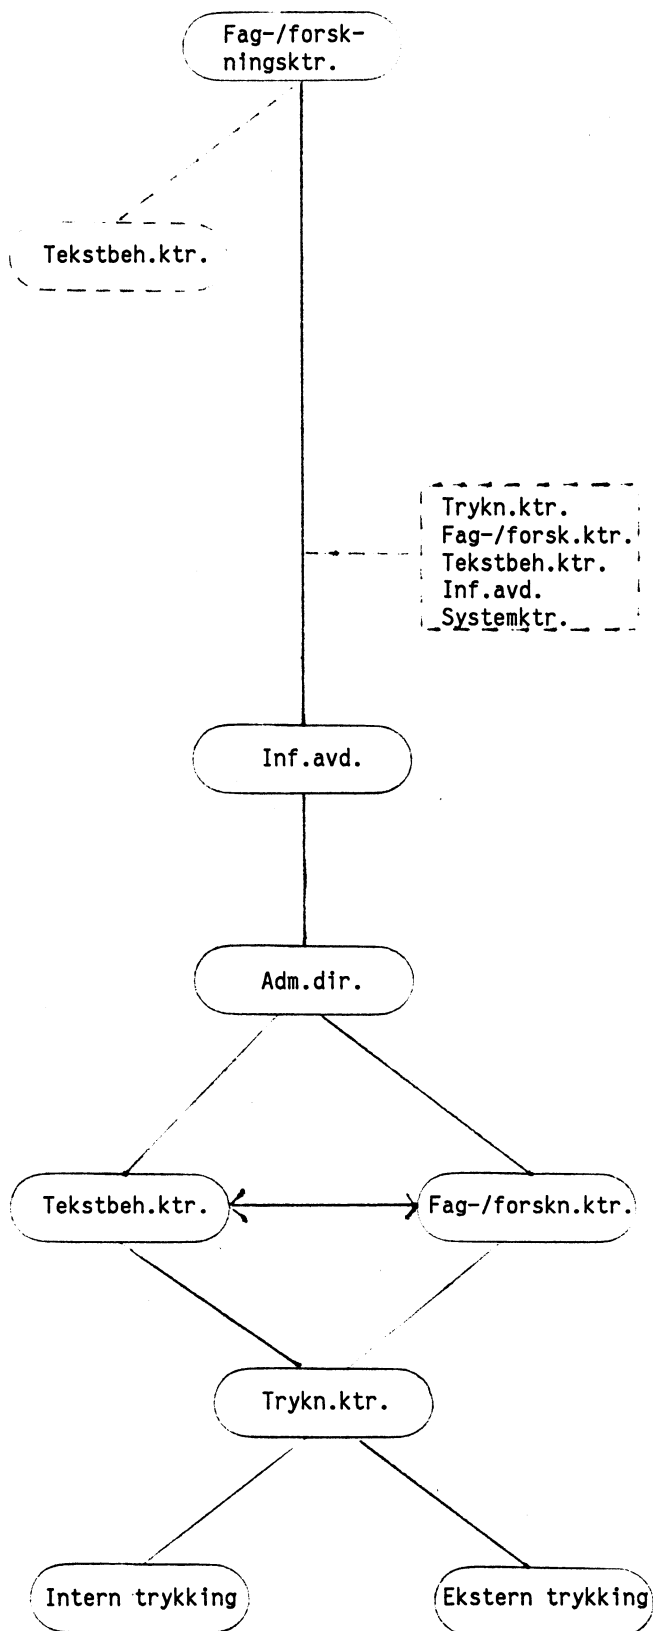 Fag-/forsk-
ningsktr.
Tekstbeh.ktr.
Trykn.ktr.
Fag-/forsk.ktr.
Tekstbeh.ktr.
Inf.avd.
Systemktr.
Inf.avd.
Adm.dir.
Tekstbeh.ktr.
Fag-/forskn.ktr.
Trykn.ktr.
Intern trykking
Ekstern trykking